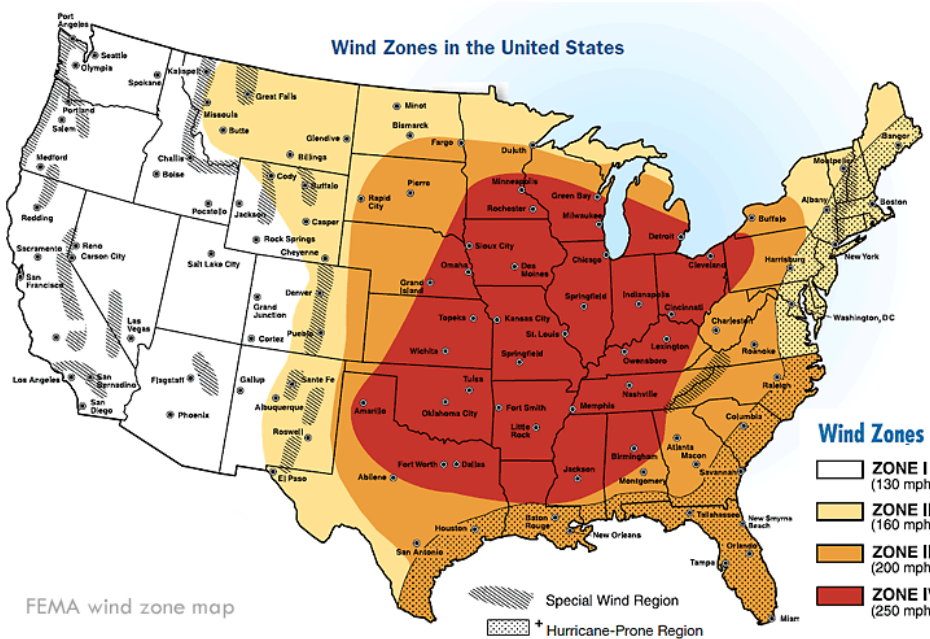 Port
Angeles
Wind Zones in the United States
Seattle
Olympia
Spokane
Kalispell
Great Falls
Minot
Missoula
Portland
Salem
Butte
Bismarck
Glendive
Fargo
Duluth
Bangor
Medford
Challis
Billings
Montpelier
Boise
Cody
Buffalo
Pierre
Minneapolis
Green Bay
Rapid
City
Albany
Boston
Redding
Pocatello
Jackson
Rochester
Milwaukee
Buffalo
Casper
Detroit
Sacramento
Reno
Carson City
Rock Springs
Sioux City
New York
Salt Lake City
Cheyenne
Omaha
Des
Moines
Chicago
Cleveland
Harrisburg
San
Francisco
Grand
Island
Denver
Grand
Junction
Springfield
Indianapolis
Cincinnati
Washington, DC
Las
Vegas
Pueblo
Topeka
Kansas City
Charleston
Cortez
St. Louis
Lexington
Roanoke
Wichita
Springfield
Owensboro
Los Angeles
San
Bernadino
Flagstaff
Gallup
Santa Fe
Tulsa
Nashville
Raleigh
San
Diego
Albuquerque
Amarillo
Oklahoma City
Fort Smith
Memphis
Phoenix
Little
Rock
Columbia
Roswell
Atlanta
Macon
Wind Zones
Fort Worth
Dallas
Birmingham
El Paso
Abilene
Jackson
Montgomery
Savannah
ZONE I
(130 mph
Houston
Baton
Rouge
Tallahassee
New Smyrna
Beach
ZONE II
(160 mph
New Orleans
San Antonio
Orlando
ZONE II
(200 mph
Tampa
FEMA wind zone map
Special Wind Region
ZONE IV
(250 mph
+ Hurricane-Prone Region
Miam